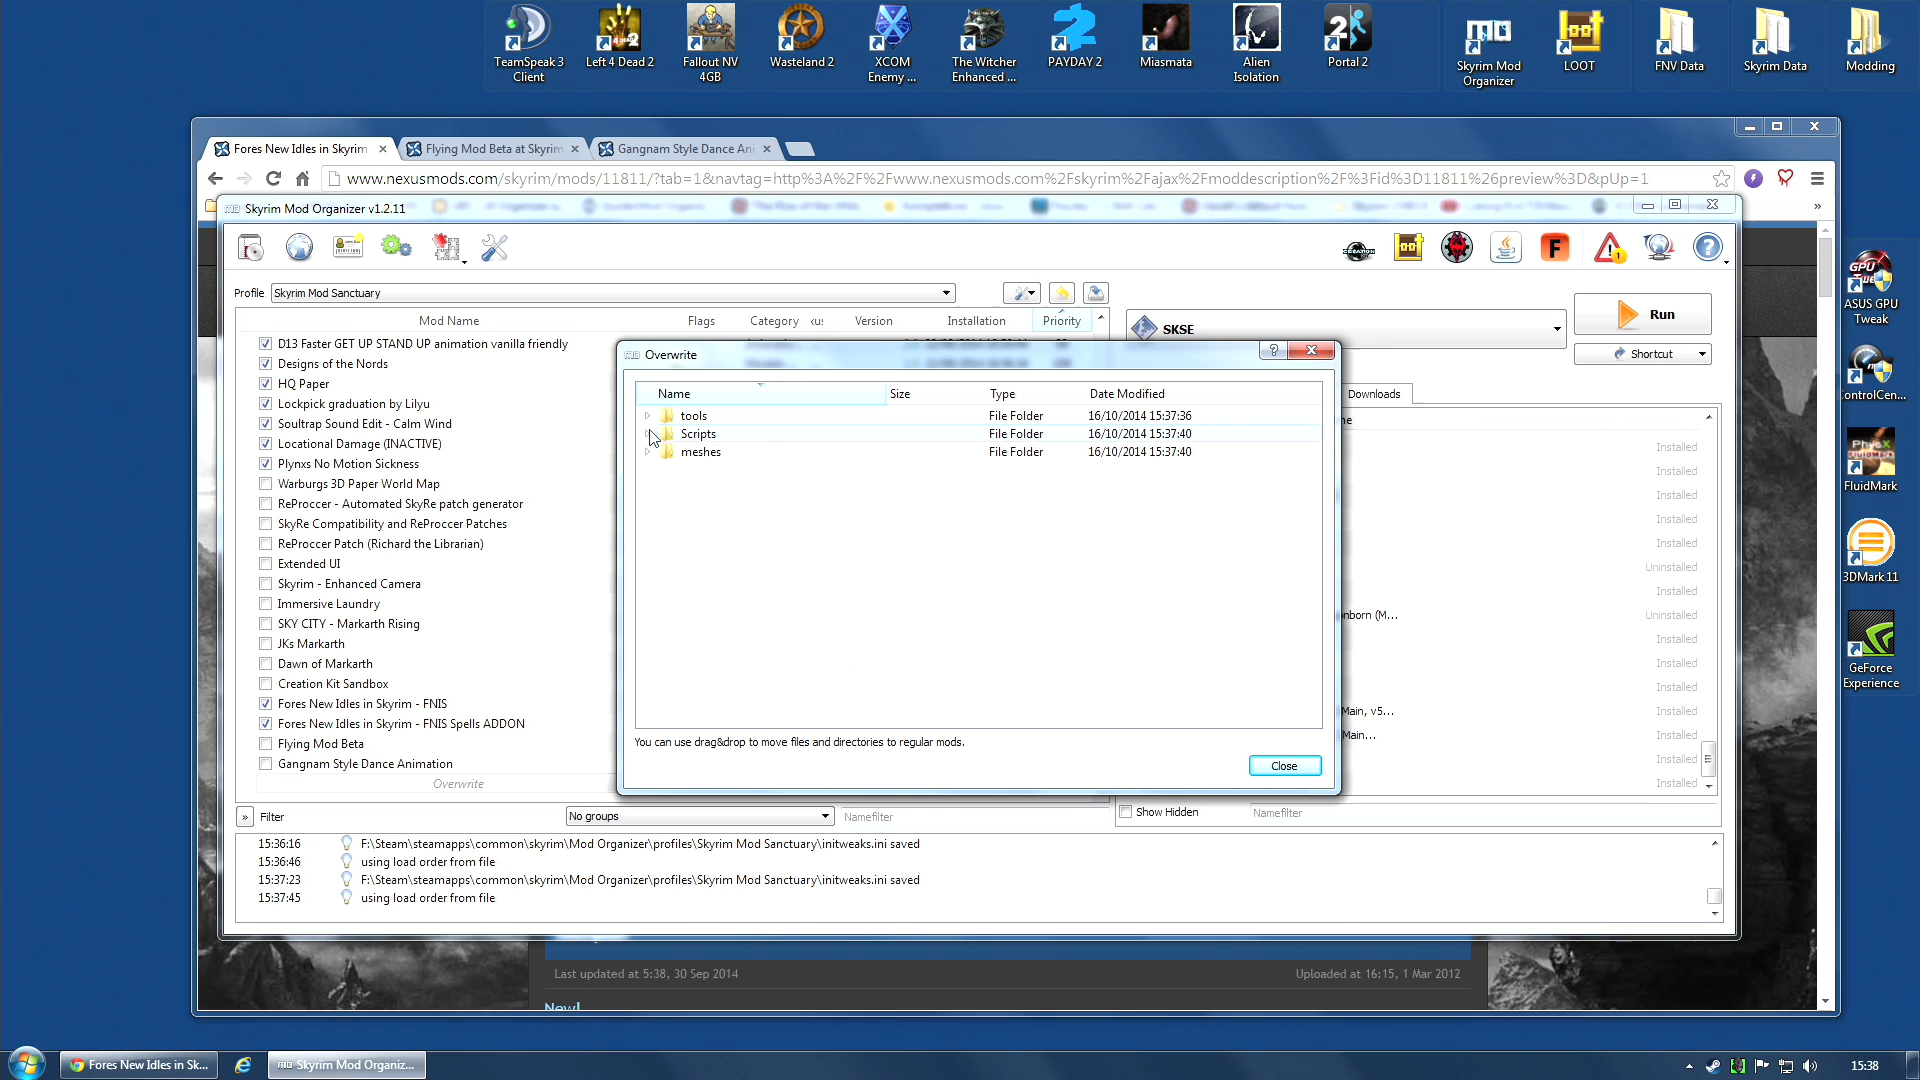 TeamSpeak 3 Client
Left 4 Dead 2
Fallout NV 4GB
Wasteland 2
XCOM Enemy ...
The Witcher Enhanced ...
PAYDAY 2
Miasmata
Alien Isolation
Portal 2
Skyrim Mod Organizer
LOOT
FNV Data
Skyrim Data
Modding
Fores New Idles in Skyrim
Flying Mod Beta at Skyrim
Gangnam Style Dance Ani
www.nexusmods.com/skyrim/mods/11811/?tab=1&navtag=http%3A%2F%2Fwww.nexusmods.com%2Fskyrim%2Fajax%2Fmoddescription%2F%3Fid%3D11811%26preview%3D&pUp=1
Skyrim Mod Organizer v1.2.11
Profile Skyrim Mod Sanctuary
Mod Name Flags Category Version Installation Priority
SKSE
Run
Shortcut
D13 Faster GET UP STAND UP animation vanilla friendly
Designs of the Nords
HQ Paper
Lockpick graduation by Lilyu
Soultrap Sound Edit - Calm Wind
Locational Damage (INACTIVE)
Plynxs No Motion Sickness
Warburgs 3D Paper World Map
ReProccer - Automated SkyRe patch generator
SkyRe Compatibility and ReProccer Patches
ReProccer Patch (Richard the Librarian)
Extended UI
Skyrim - Enhanced Camera
Immersive Laundry
SKY CITY - Markarth Rising
JKs Markarth
Dawn of Markarth
Creation Kit Sandbox
Fores New Idles in Skyrim - FNIS
Fores New Idles in Skyrim - FNIS Spells ADDON
Flying Mod Beta
Gangnam Style Dance Animation
Overwrite
Overwrite
Name Size Type Date Modified
tools File Folder 16/10/2014 15:37:36
Scripts File Folder 16/10/2014 15:37:40
meshes File Folder 16/10/2014 15:37:40
You can use drag&drop to move files and directories to regular mods.
Close
Downloads
me
Installed
Installed
Installed
Installed
Installed
Uninstalled
Installed
nborn (M... Uninstalled
Installed
Installed
Installed
Main, v5... Installed
Main... Installed
Installed
Installed
Show Hidden
Namefilter
» Filter
No groups
Namefilter
15:36:16 F:\Steam\steamapps\common\skyrim\Mod Organizer\profiles\Skyrim Mod Sanctuary\initweaks.ini saved
15:36:46 using load order from file
15:37:23 F:\Steam\steamapps\common\skyrim\Mod Organizer\profiles\Skyrim Mod Sanctuary\initweaks.ini saved
15:37:45 using load order from file
Last updated at 5:38, 30 Sep 2014
Uploaded at 16:15, 1 Mar 2012
New!
ASUS GPU Tweak
ControlCen...
FluidMark
3DMark 11
GeForce Experience
Fores New Idles in Sk...
Skyrim Mod Organiz...
15:38